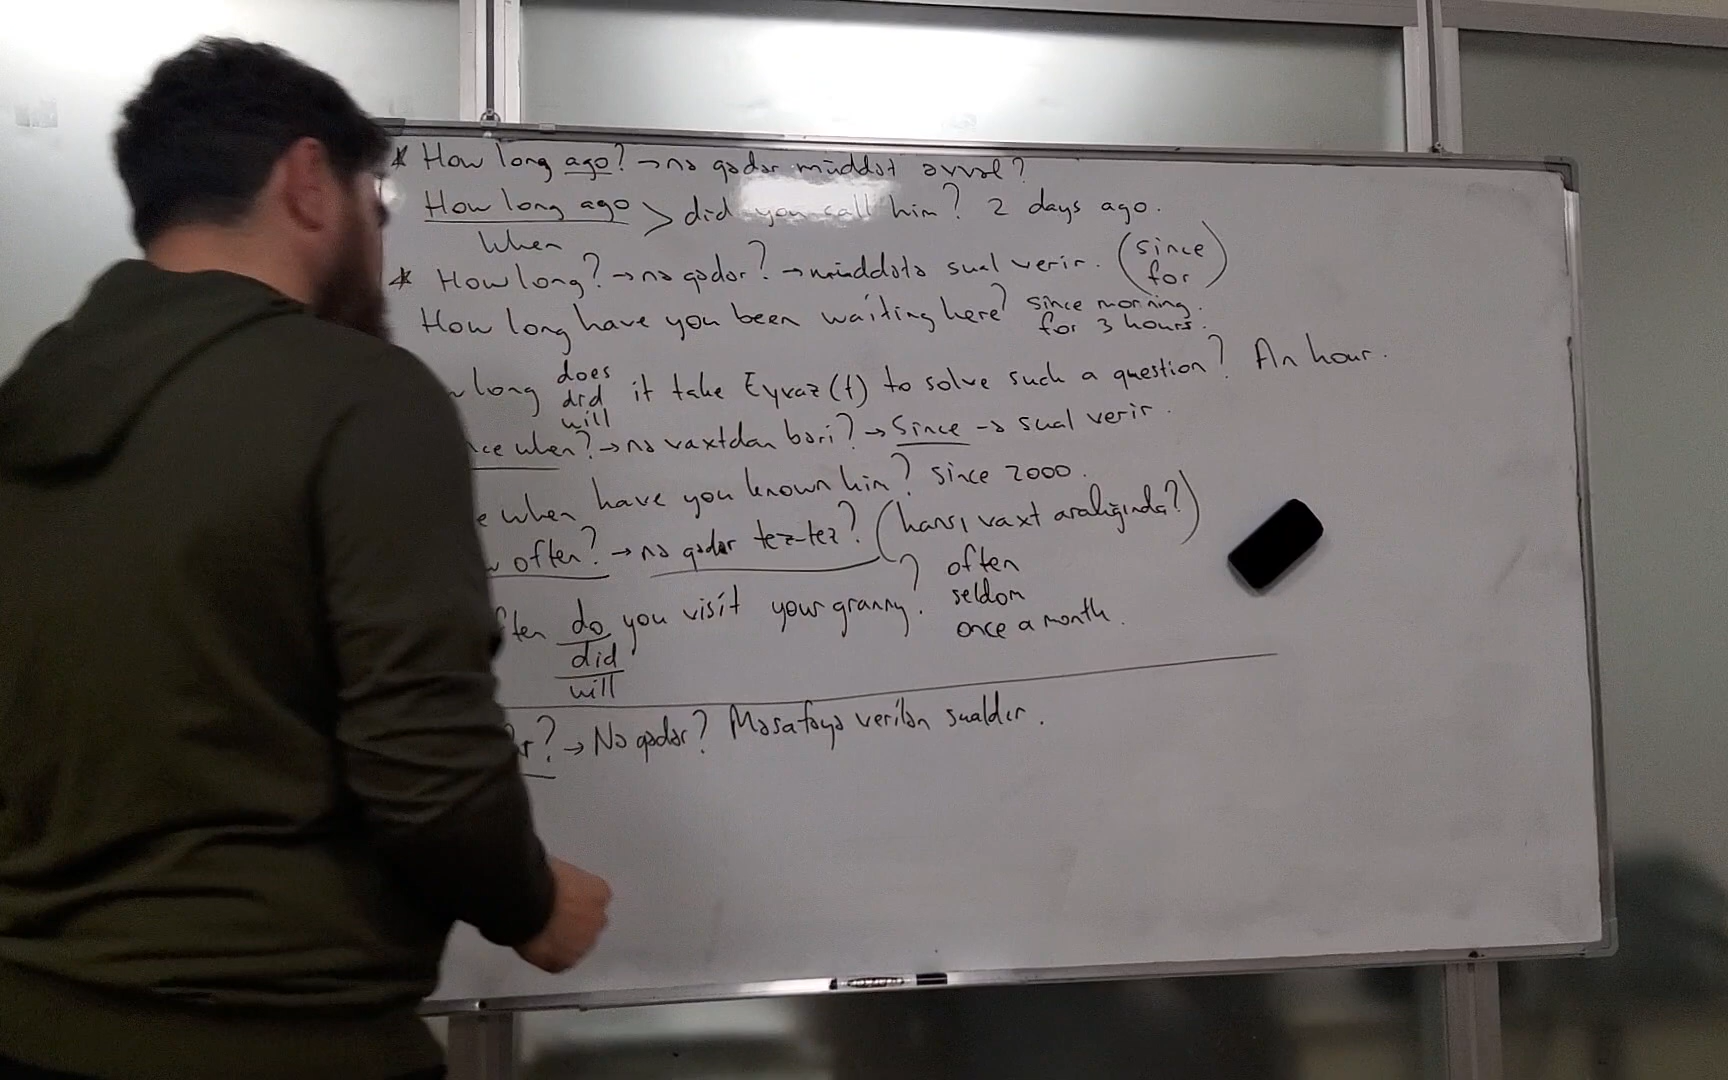 * How long ago? → nə qədər müddət əvvəl?
How long ago > did you call him? 2 days ago.
When
* How long? → nə qədər? → müddətə sual verir. (since for)
How long have you been waiting here? since morning.
for 3 hours.
w long does it take Eyvaz (f) to solve such a question? An hour.
did
will
ce when? → nə vaxtdan bəri? → Since → sual verir.
e when have you known him? since 2000.
w often? → nə qədər tez-tez? (hansı vaxt aralığında?)
ften do you visit your granny? often
did seldom
will once a month.
r? → Nə qədər? Məsafəyə verilən sualdır.